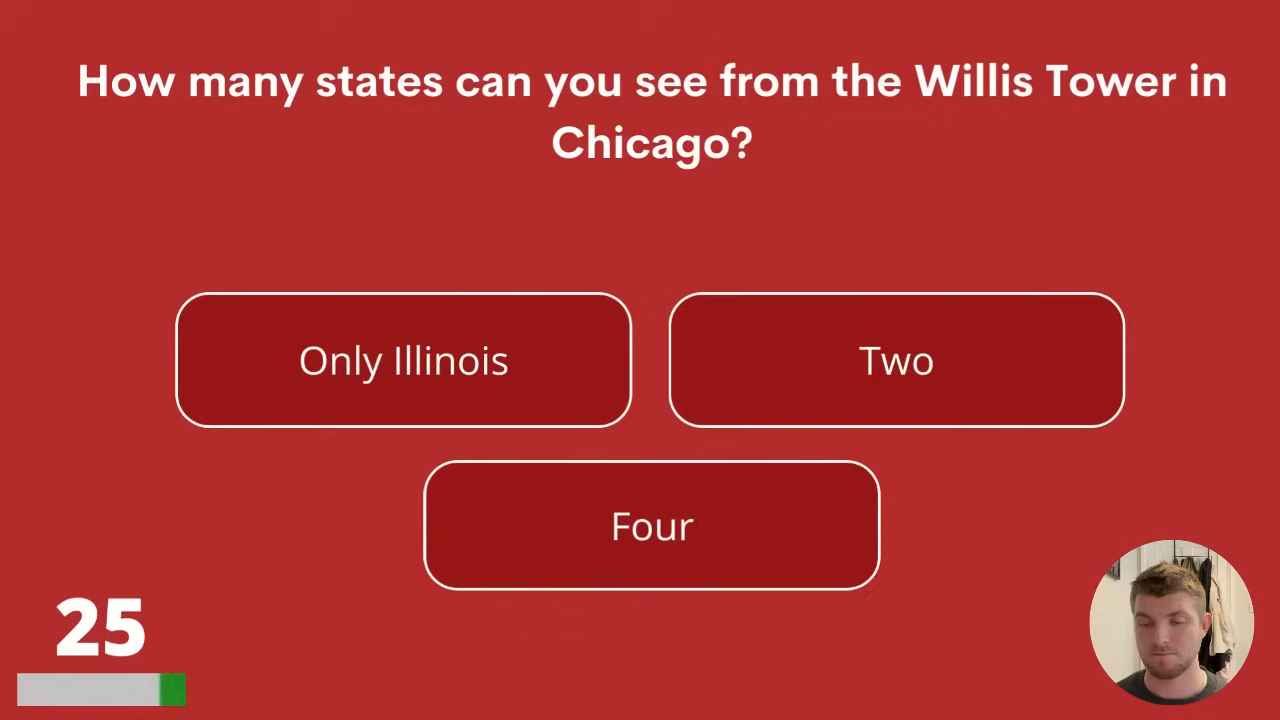 How many states can you see from the Willis Tower in
Chicago?
Only Illinois
Two
Four
25